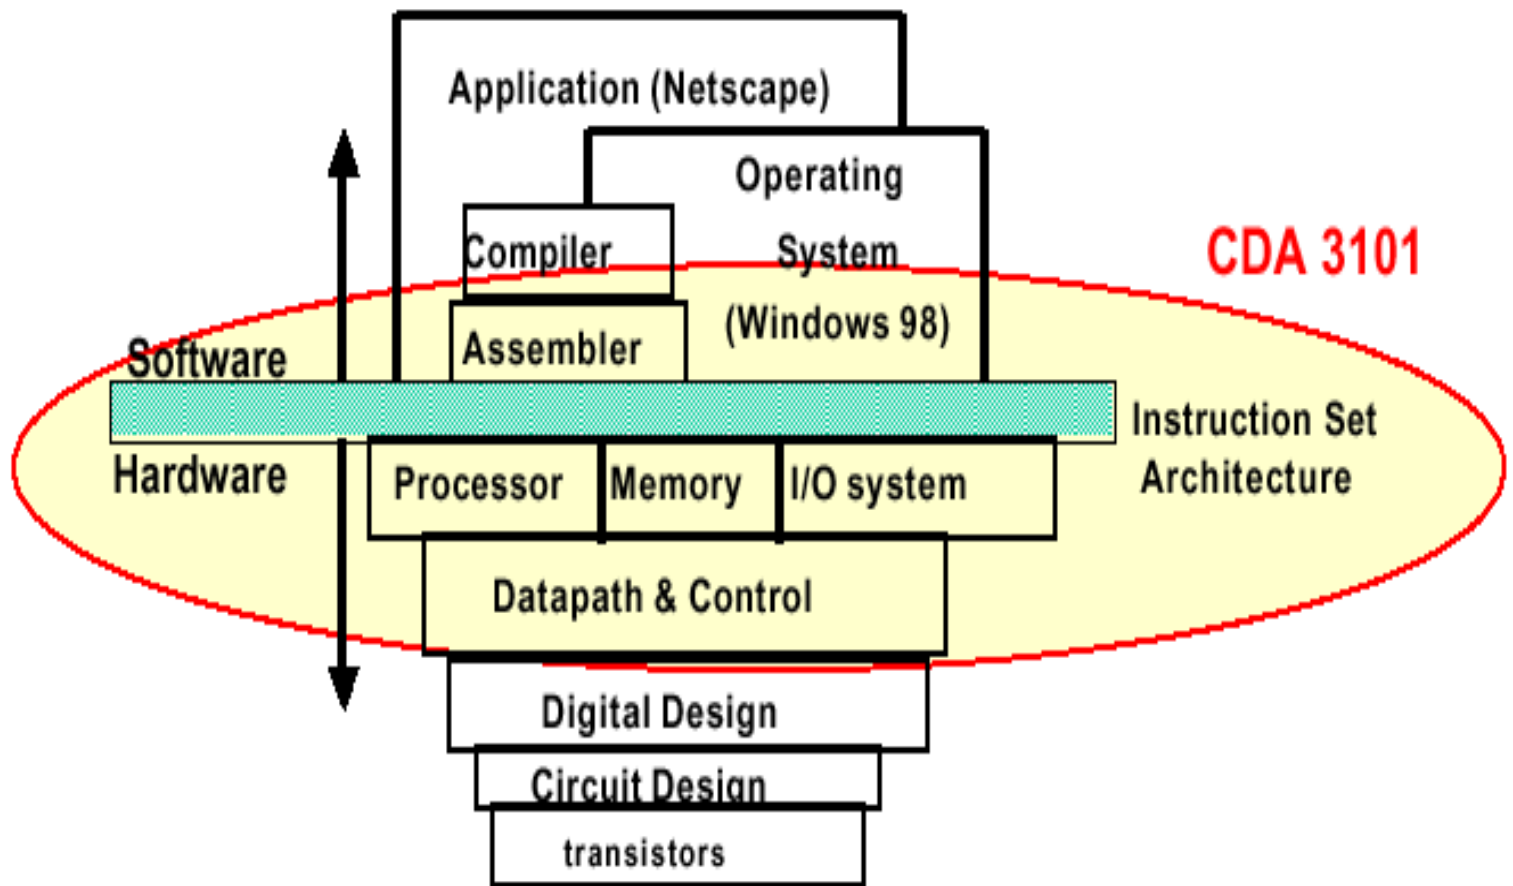 Application (Netscape)
Operating
System
(Windows 98)
Compiler
CDA 3101
Assembler
Software
Instruction Set
Architecture
Hardware
Processor
Memory
I/O system
Datapath & Control
Digital Design
Circuit Design
transistors